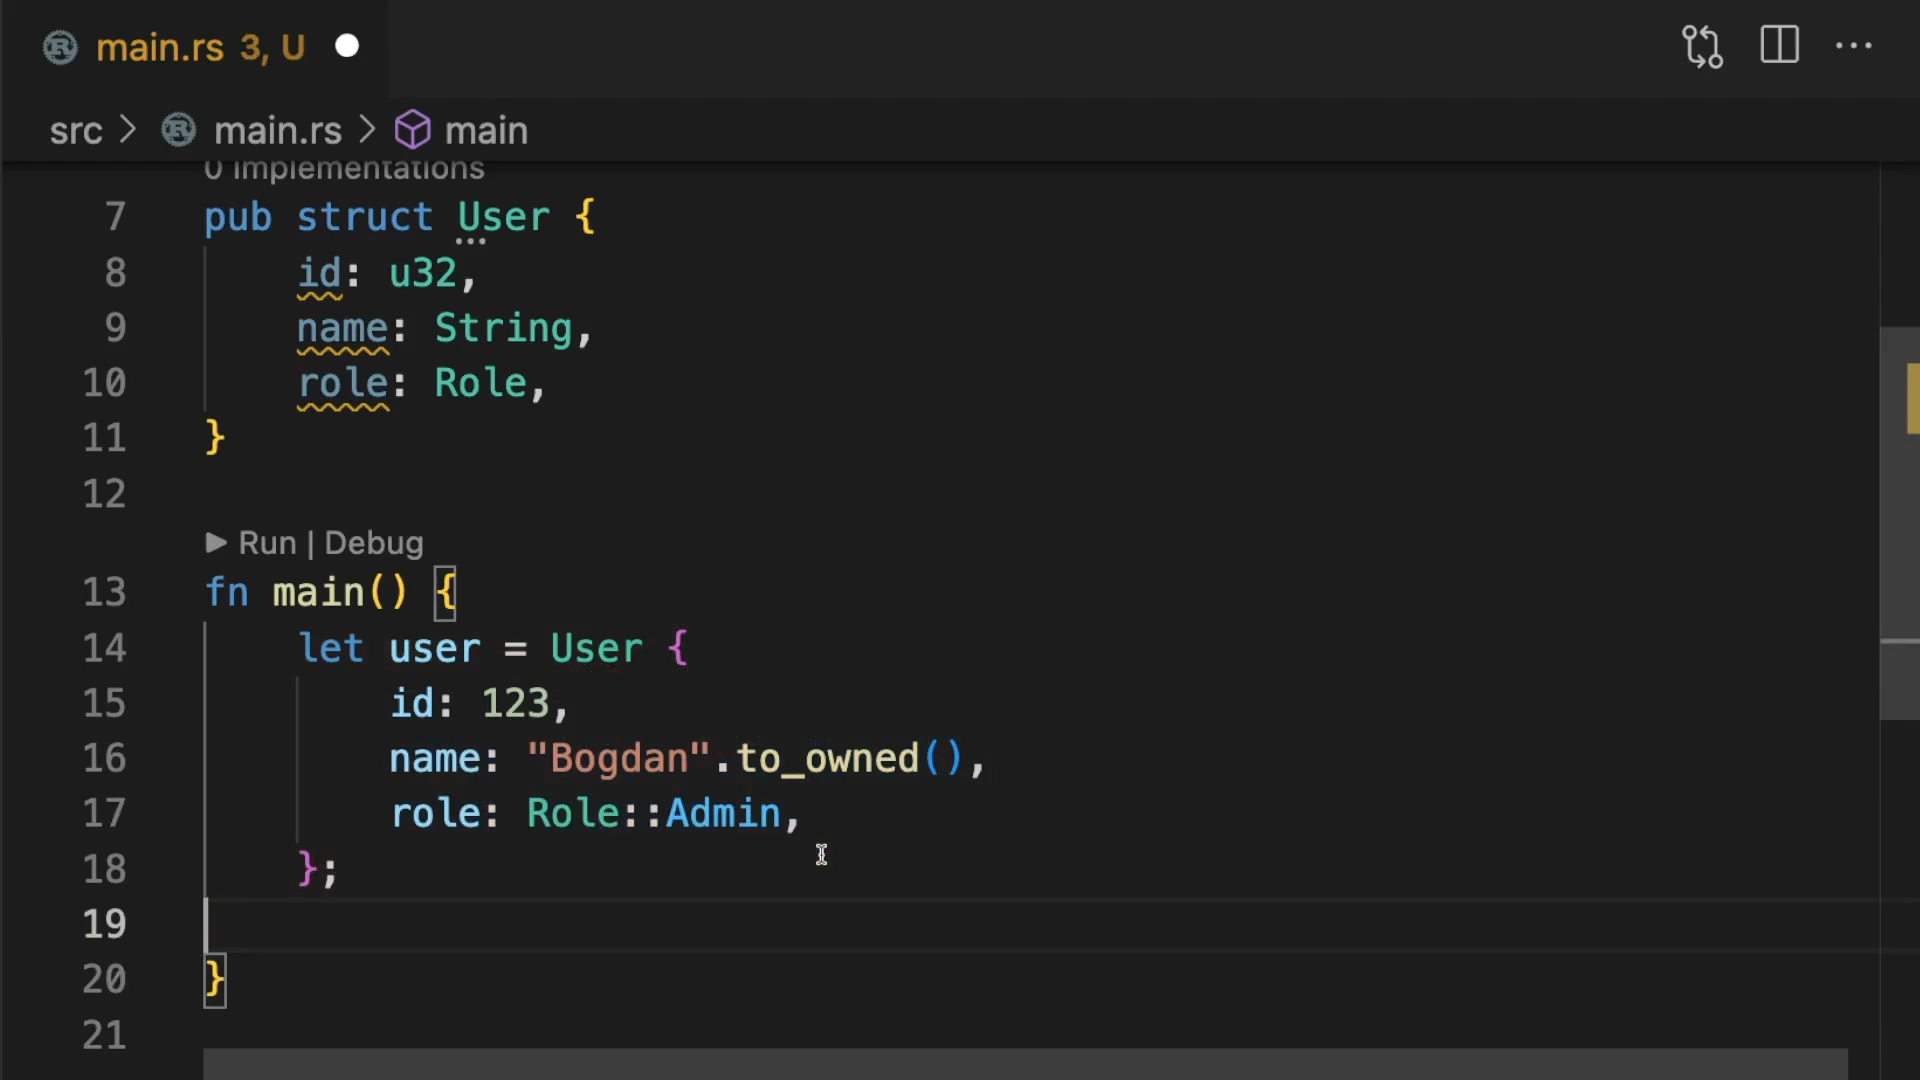 main.rs 3, U
src > main.rs > main
0 implementations
7 pub struct User {
8 id: u32,
9 name: String,
10 role: Role,
11 }
12
Run | Debug
13 fn main() {
14 let user = User {
15 id: 123,
16 name: "Bogdan".to_owned(),
17 role: Role::Admin,
18 };
19
20 }
21